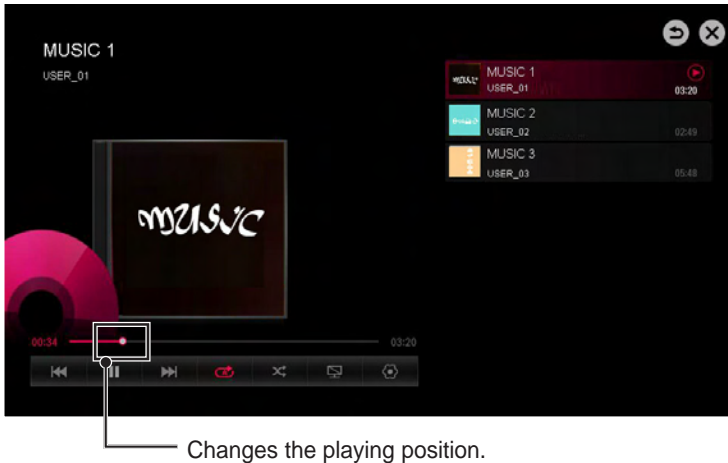 MUSIC 1
USER_01
MUSIC
00:34
03:20
MUSIC 1
USER_01
03:20
MUSIC 2
USER_02
02:49
MUSIC 3
USER_03
05:48
Changes the playing position.